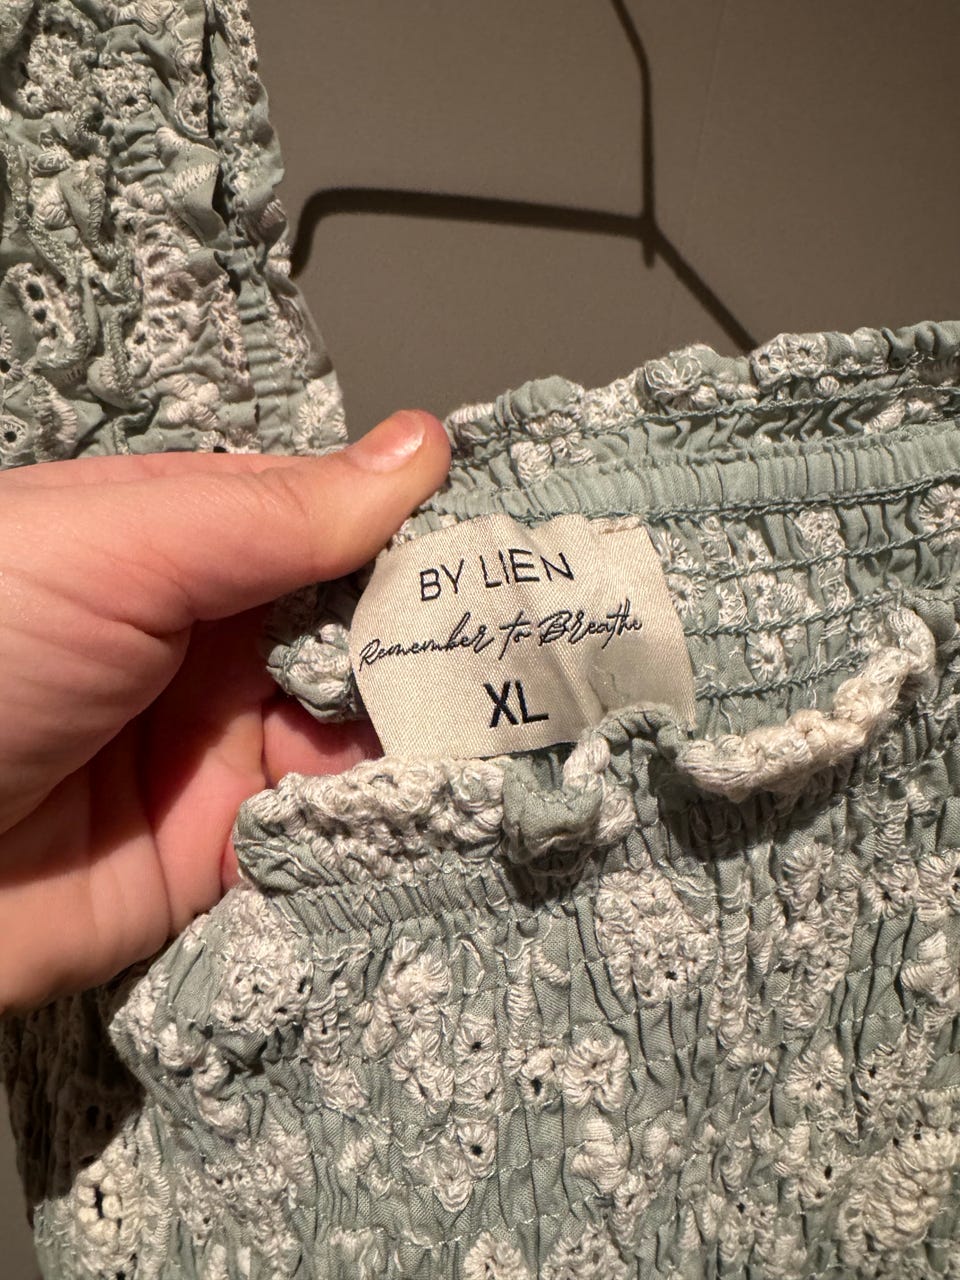 BY LIEN
Remember to Breathe
XL